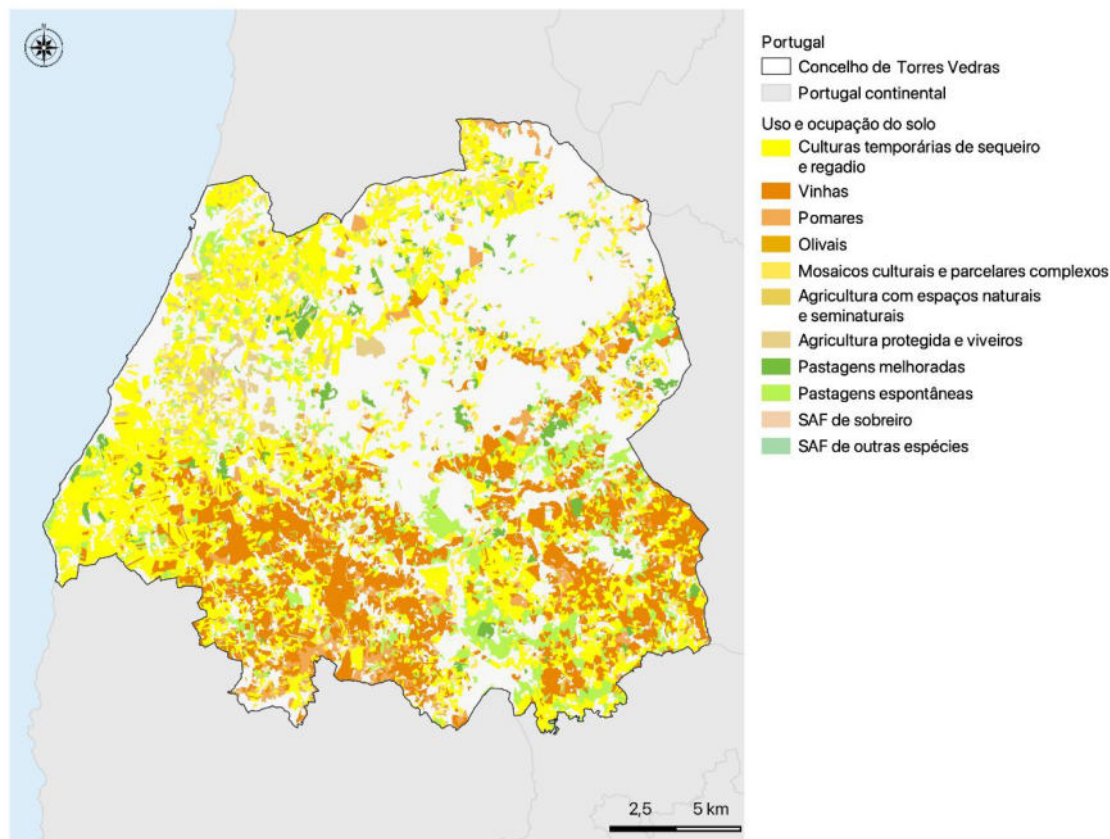 N
Portugal
Concelho de Torres Vedras
Portugal continental
Uso e ocupação do solo
Culturas temporárias de sequeiro
e regadio
Vinhas
Pomares
Olivais
Mosaicos culturais e parcelares complexos
Agricultura com espaços naturais
e seminaturais
Agricultura protegida e viveiros
Pastagens melhoradas
Pastagens espontâneas
SAF de sobreiro
SAF de outras espécies
2,5 5 km